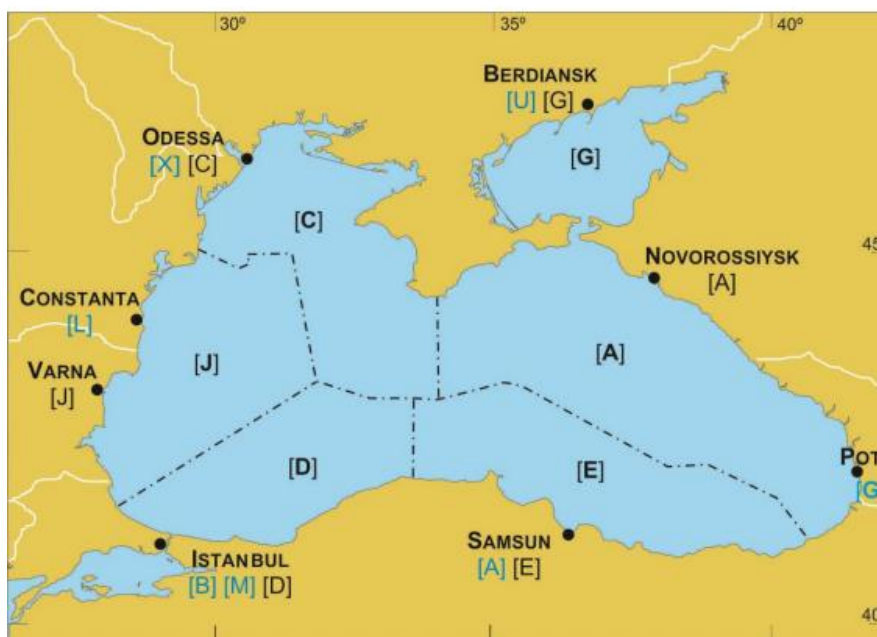 30º 35º 40º
BERDIANSK
[U] [G]
ODESSA
[X] [C]
[G]
[C]
NOVOROSSIYSK
[A]
45
CONSTANTA
[L]
[J]
[A]
VARNA
[J]
[D]
[E]
POT
[G
ISTANBUL
[B] [M] [D]
SAMSUN
[A] [E]
40